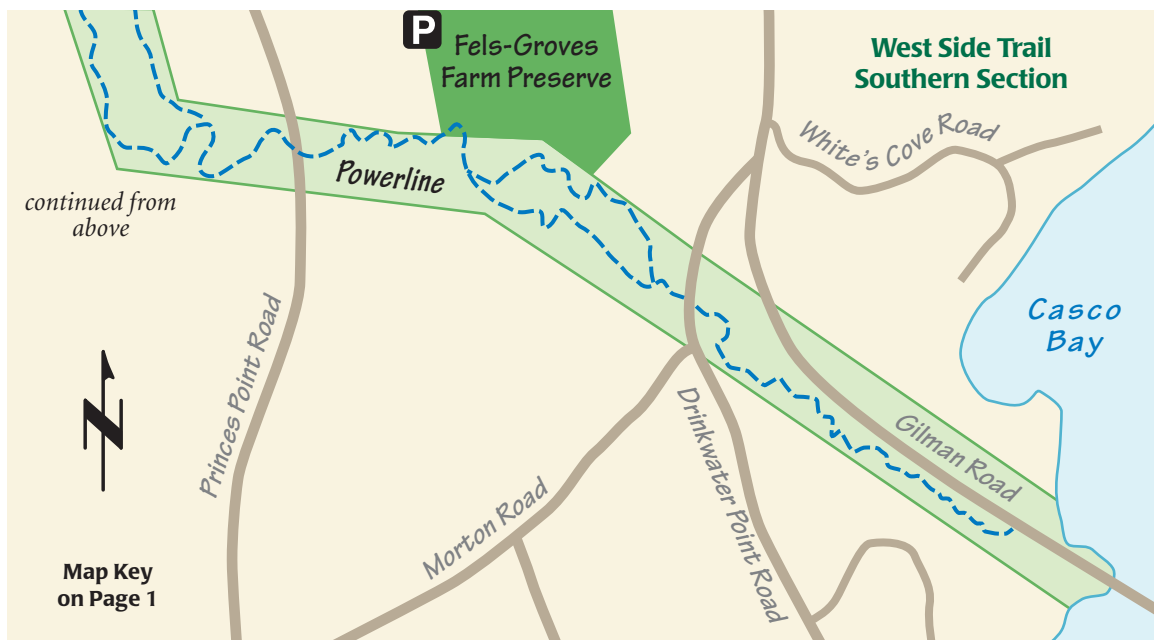 P
Fels-Groves
Farm Preserve
West Side Trail
Southern Section
White's Cove Road
Powerline
continued from
above
Casco
Bay
Princes Point Road
Drinkwater Point Road
Gilman Road
Morton Road
N
Map Key
on Page 1